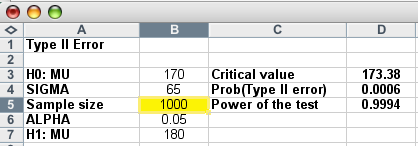 A B C D
1 Type II Error
2
3 H0: MU 170 Critical value 173.38
4 SIGMA 65 Prob(Type II error) 0.0006
5 Sample size 1000 Power of the test 0.9994
6 ALPHA 0.05
7 H1: MU 180